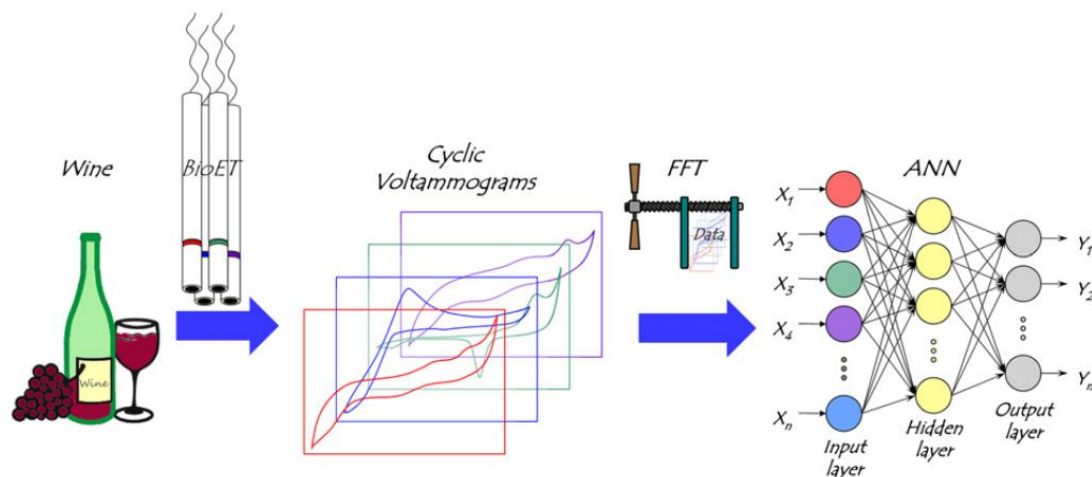 Wine
BioET
Cyclic
Voltammograms
FFT
ANN
Wine
Data
X1
X2
X3
X4
Xn
Y1
Y2
Yn
Input
layer
Hidden
layer
Output
layer